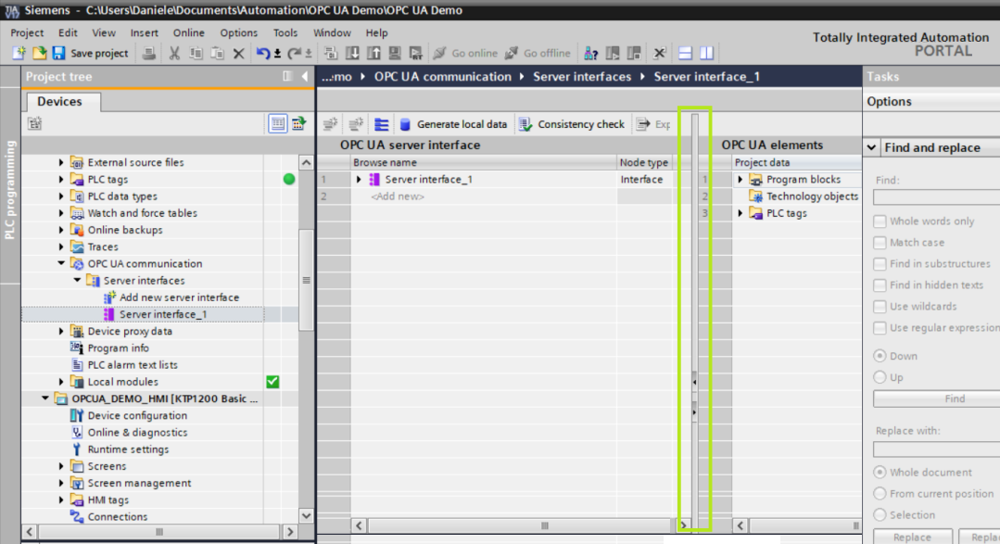 Siemens - C:\Users\Daniele\Documents\Automation\OPC UA Demo\OPC UA Demo
Project Edit View Insert Online Options Tools Window Help
Totally Integrated Automation
PORTAL
Save project
Go online
Go offline
Project tree
...mo
OPC UA communication
Server interfaces
Server interface_1
Tasks
Devices
Options
PLC programming
Generate local data
Consistency check
OPC UA server interface
OPC UA elements
Find and replace
Browse name
Node type
Project data
External source files
PLC tags
PLC data types
Watch and force tables
Online backups
Traces
OPC UA communication
Server interfaces
Add new server interface
Server interface_1
Device proxy data
Program info
PLC alarm text lists
Local modules
OPCUA_DEMO_HMI [KTP1200 Basic ...
Device configuration
Online & diagnostics
Runtime settings
Screens
Screen management
HMI tags
Connections
1 Server interface_1 Interface
2 <Add new>
1 Program blocks
2 Technology objects
3 PLC tags
Find:
Whole words only
Match case
Find in substructures
Find in hidden texts
Use wildcards
Use regular expression
Down
Up
Find
Replace with:
Whole document
From current position
Selection
Replace